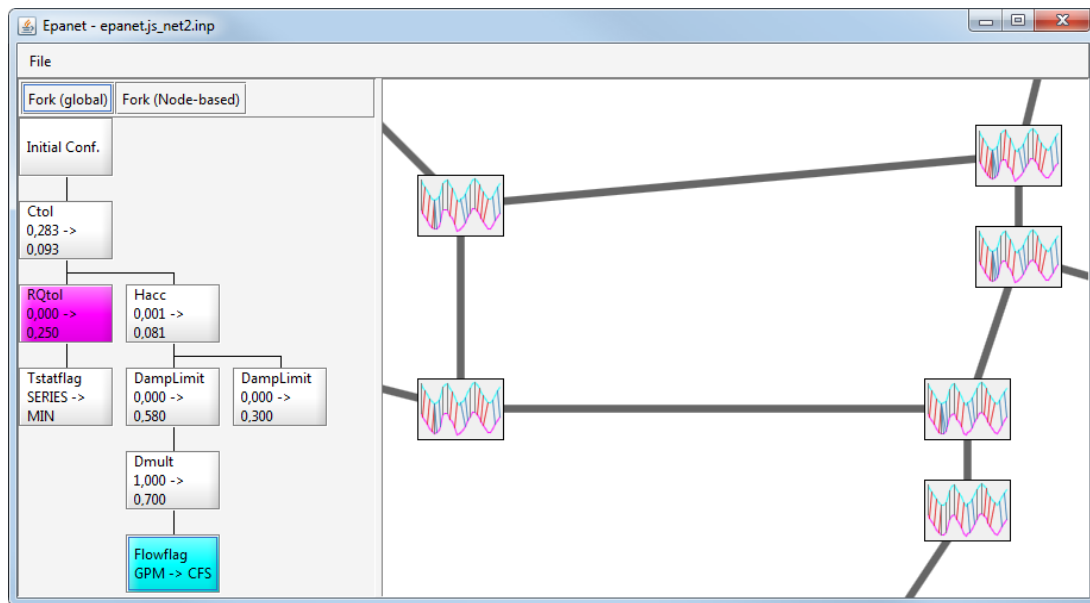 Epanet - epanet.js_net2.inp
File
Fork (global)
Fork (Node-based)
Initial Conf.
Ctol
0,283 ->
0,093
RQtol
0,000 ->
0,250
Hacc
0,001 ->
0,081
Tstatflag
SERIES ->
MIN
DampLimit
0,000 ->
0,580
DampLimit
0,000 ->
0,300
Dmult
1,000 ->
0,700
Flowflag
GPM -> CFS